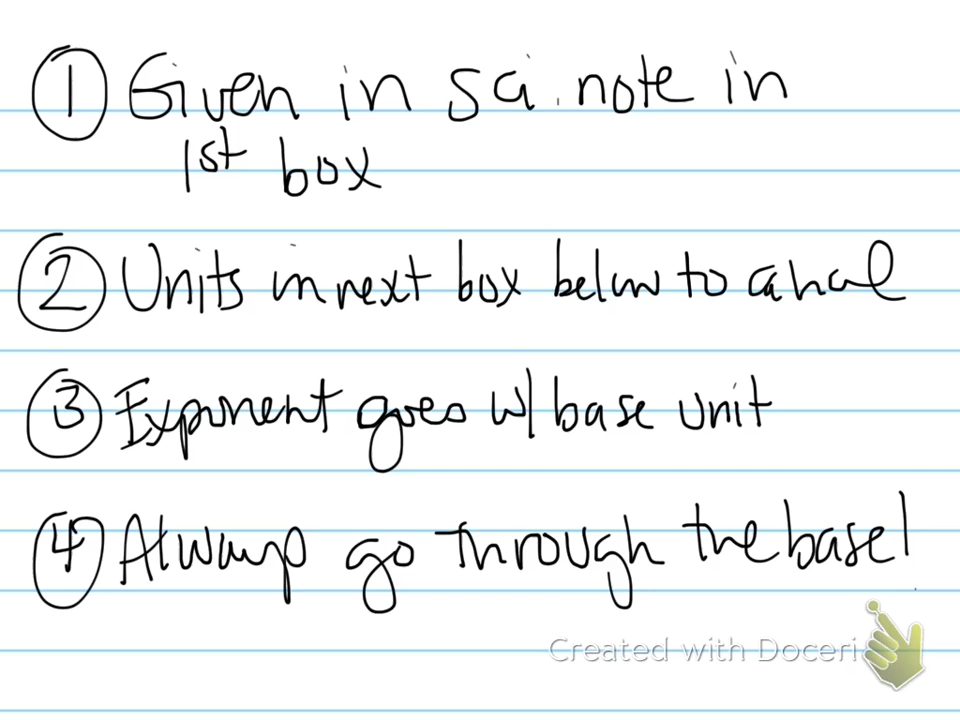 ① Given in sci. note in
1st box
② Units in next box below to cancel
③ Exponent goes w/ base unit
④ Always go through the base!
Created with Doceri